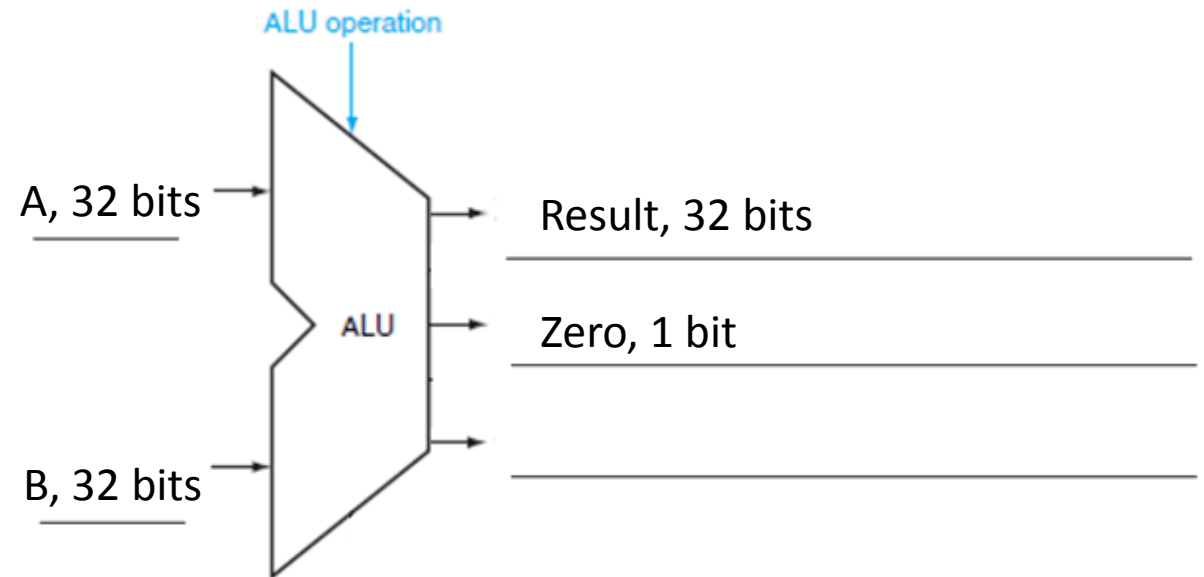 ALU operation
A, 32 bits
Result, 32 bits
ALU
Zero, 1 bit
B, 32 bits